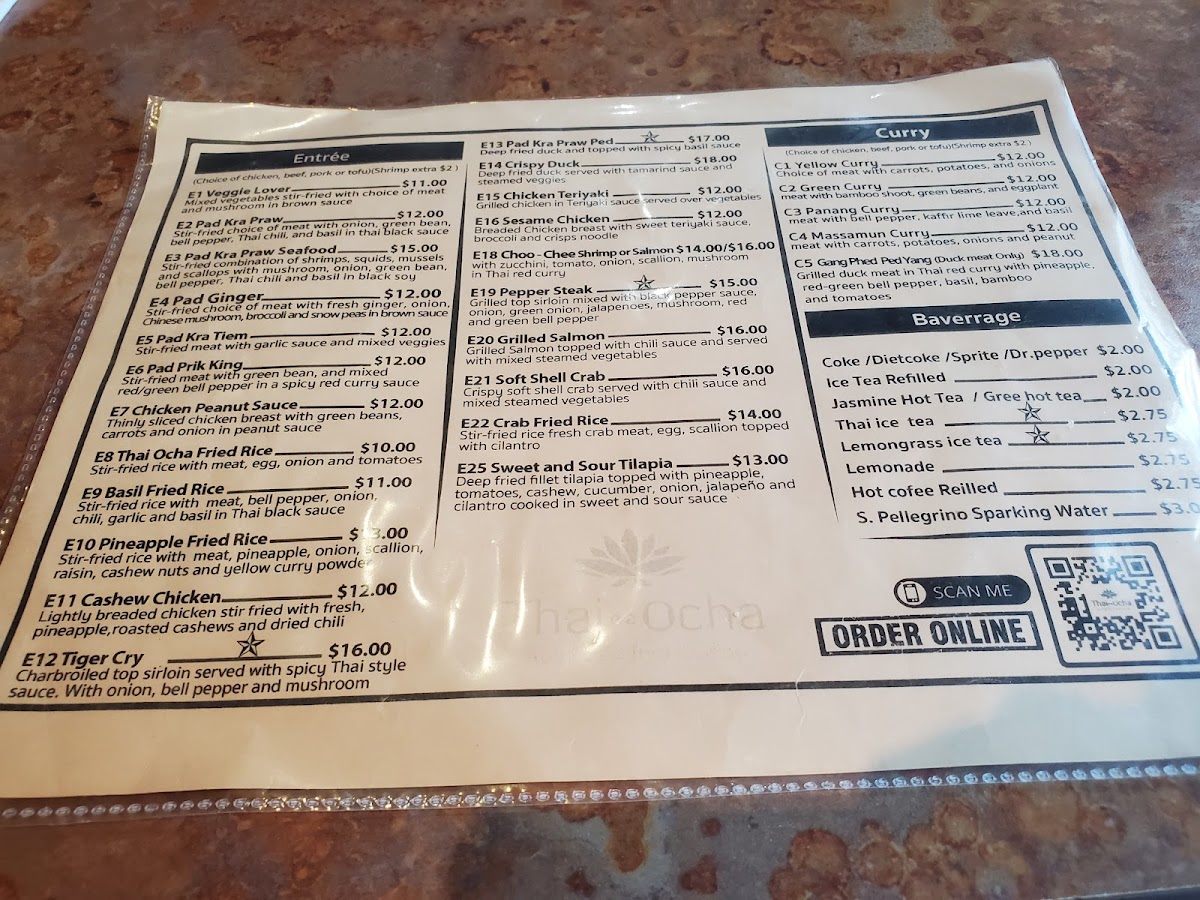 Entrée
(Choice of chicken, beef, pork or tofu)(Shrimp extra $2 )
E1 Veggie Lover $11.00
Mixed vegetables stir-fried with choice of meat
and mushroom in brown sauce
E2 Pad Kra Praw $12.00
Stir-fried choice of meat with onion, green bean,
bell pepper, Thai chili, and basil in thai black sauce
E3 Pad Kra Praw Seafood $15.00
Stir-fried combination of shrimps, squids, mussels
and scallops with mushroom, onion, green bean,
bell pepper, Thai chili and basil in black soy
E4 Pad Ginger $12.00
Stir-fried choice of meat with fresh ginger, onion,
Chinese mushroom, broccoli and snow peas in brown sauce
E5 Pad Kra Tiem $12.00
Stir-fried meat with garlic sauce and mixed veggies
E6 Pad Prik King $12.00
Stir-fried meat with green bean, and mixed
red/green bell pepper in a spicy red curry sauce
E7 Chicken Peanut Sauce $12.00
Thinly sliced chicken breast with green beans,
carrots and onion in peanut sauce
E8 Thai Ocha Fried Rice $10.00
Stir-fried rice with meat, egg, onion and tomatoes
E9 Basil Fried Rice $11.00
Stir-fried rice with meat, bell pepper, onion,
chili, garlic and basil in Thai black sauce
E10 Pineapple Fried Rice $13.00
Stir-fried rice with meat, pineapple, onion, scallion,
raisin, cashew nuts and yellow curry powder
E11 Cashew Chicken $12.00
Lightly breaded chicken stir fried with fresh,
pineapple,roasted cashews and dried chili
E12 Tiger Cry $16.00
Charbroiled top sirloin served with spicy Thai style
sauce. With onion, bell pepper and mushroom
E13 Pad Kra Praw Ped $17.00
Deep fried duck and topped with spicy basil sauce
E14 Crispy Duck $18.00
Deep fried duck served with tamarind sauce and
steamed veggies
E15 Chicken Teriyaki $12.00
Grilled chicken in Teriyaki sauce served over vegetables
E16 Sesame Chicken $12.00
Breaded Chicken breast with sweet teriyaki sauce,
broccoli and crisps noodle
E18 Choo - Chee Shrimp or Salmon $14.00/$16.00
with zucchini, tomato, onion, scallion, mushroom
in Thai red curry
E19 Pepper Steak $15.00
Grilled top sirloin mixed with black pepper sauce,
onion, green onion, jalapenoes, mushroom, red
and green bell pepper
E20 Grilled Salmon $16.00
Grilled Salmon topped with chili sauce and served
with mixed steamed vegetables
E21 Soft Shell Crab $16.00
Crispy soft shell crab served with chili sauce and
mixed steamed vegetables
E22 Crab Fried Rice $14.00
Stir-fried rice fresh crab meat, egg, scallion topped
with cilantro
E25 Sweet and Sour Tilapia $13.00
Deep fried fillet tilapia topped with pineapple,
tomatoes, cashew, cucumber, onion, jalapeño and
cilantro cooked in sweet and sour sauce
Thai Ocha
Curry
(Choice of chicken, beef, pork or tofu)(Shrimp extra $2 )
C1 Yellow Curry $12.00
Choice of meat with carrots, potatoes, and onions
C2 Green Curry $12.00
meat with bamboo shoot, green beans, and eggplant
C3 Panang Curry $12.00
meat with bell pepper, kaffir lime leave,and basil
C4 Massamun Curry $12.00
meat with carrots, potatoes, onions and peanut
C5 Gang Phed Ped Yang (Duck meat Only) $18.00
Grilled duck meat in Thai red curry with pineapple,
red-green bell pepper, basil, bamboo
and tomatoes
Baverrage
Coke /Dietcoke /Sprite /Dr.pepper $2.00
Ice Tea Refilled $2.00
Jasmine Hot Tea / Gree hot tea $2.00
Thai ice tea $2.75
Lemongrass ice tea $2.75
Lemonade $2.75
Hot cofee Reilled $2.75
S. Pellegrino Sparking Water $3.0
SCAN ME
ORDER ONLINE
Thai Ocha